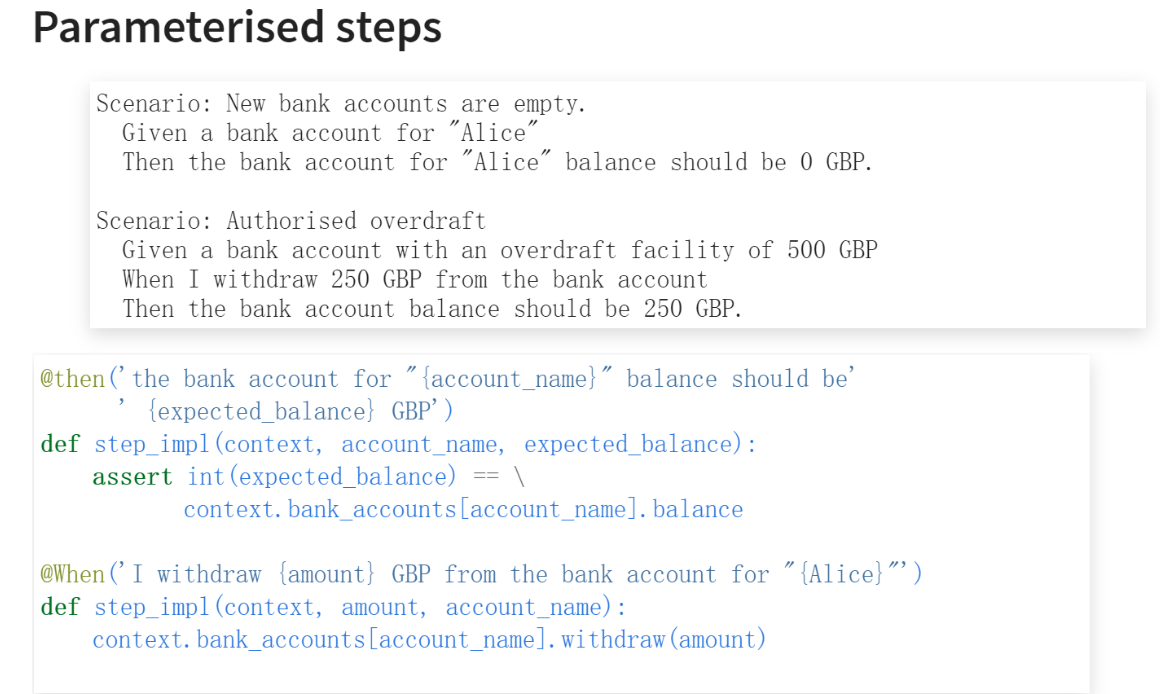 Parameterised steps
Scenario: New bank accounts are empty.
  Given a bank account for "Alice"
  Then the bank account for "Alice" balance should be 0 GBP.

Scenario: Authorised overdraft
  Given a bank account with an overdraft facility of 500 GBP
  When I withdraw 250 GBP from the bank account
  Then the bank account balance should be 250 GBP.

@then('the bank account for "{account_name}" balance should be'
      ' {expected_balance} GBP')
def step_impl(context, account_name, expected_balance):
    assert int(expected_balance) == \
           context.bank_accounts[account_name].balance

@When('I withdraw {amount} GBP from the bank account for "{Alice}"')
def step_impl(context, amount, account_name):
    context.bank_accounts[account_name].withdraw(amount)